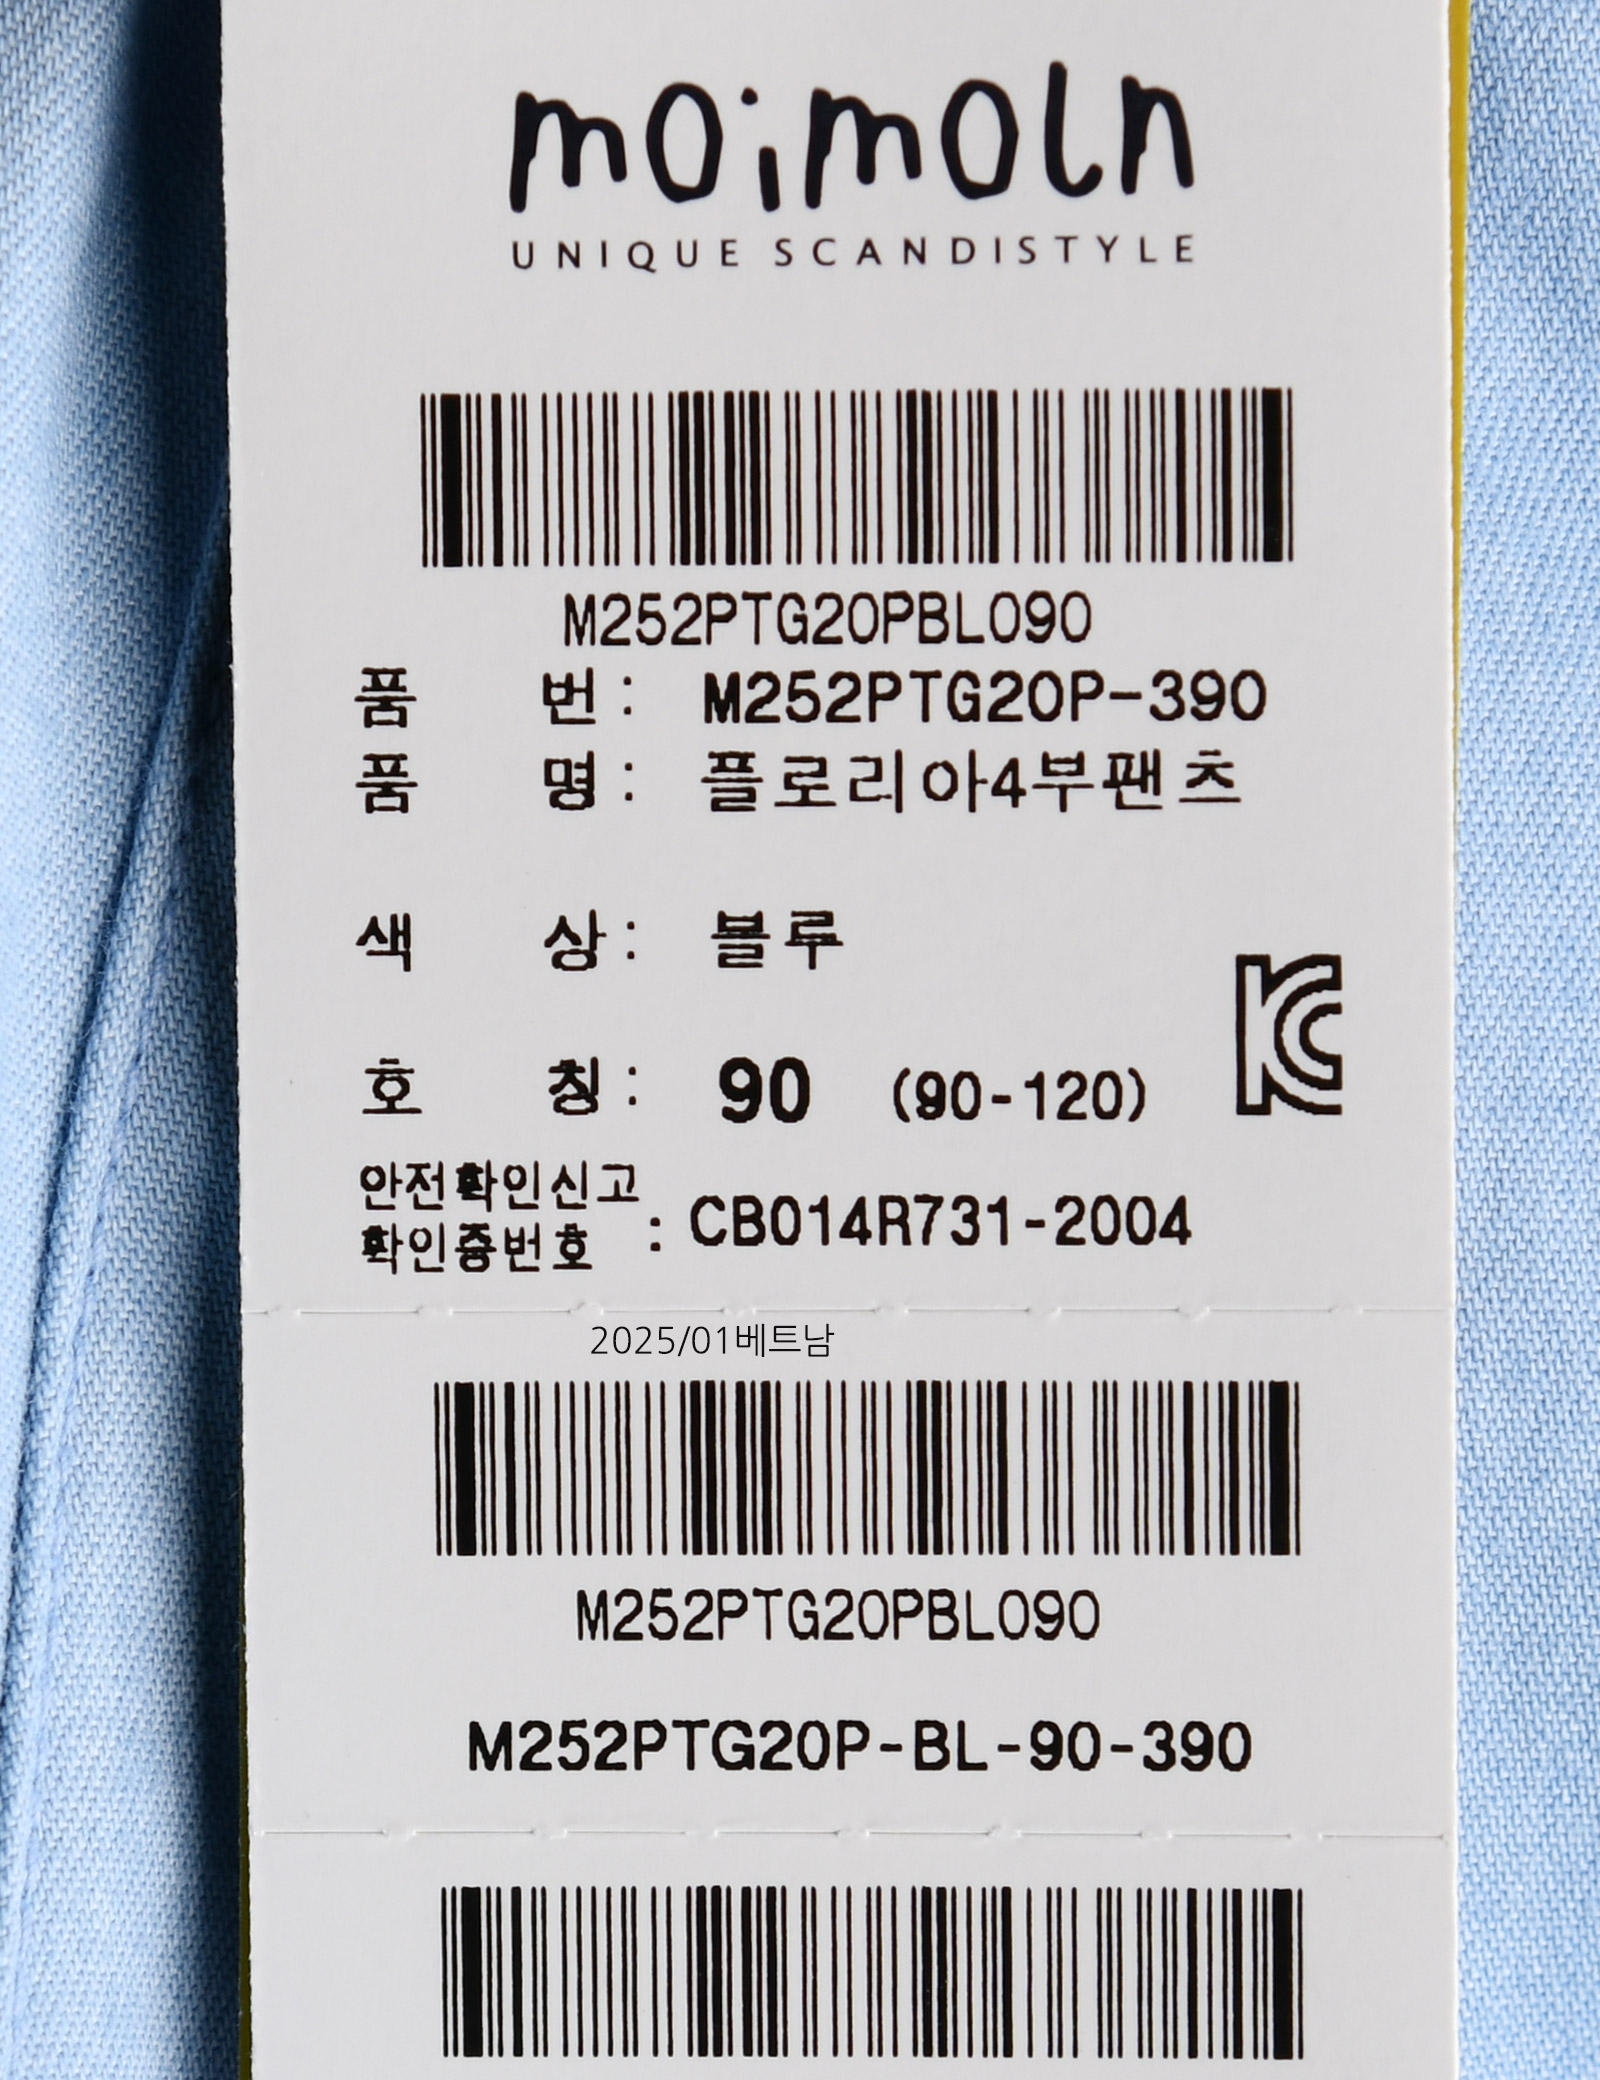 moimoln
UNIQUE SCANDISTYLE
M252PTG20PBL090
품 번 : M252PTG20P-390
품 명 : 플로리아4부팬츠
색 상 : 블루
호 칭 : 90 (90-120)
안전확인신고
확인증번호 : CB014R731-2004
2025/01베트남
M252PTG20PBL090
M252PTG20P-BL-90-390